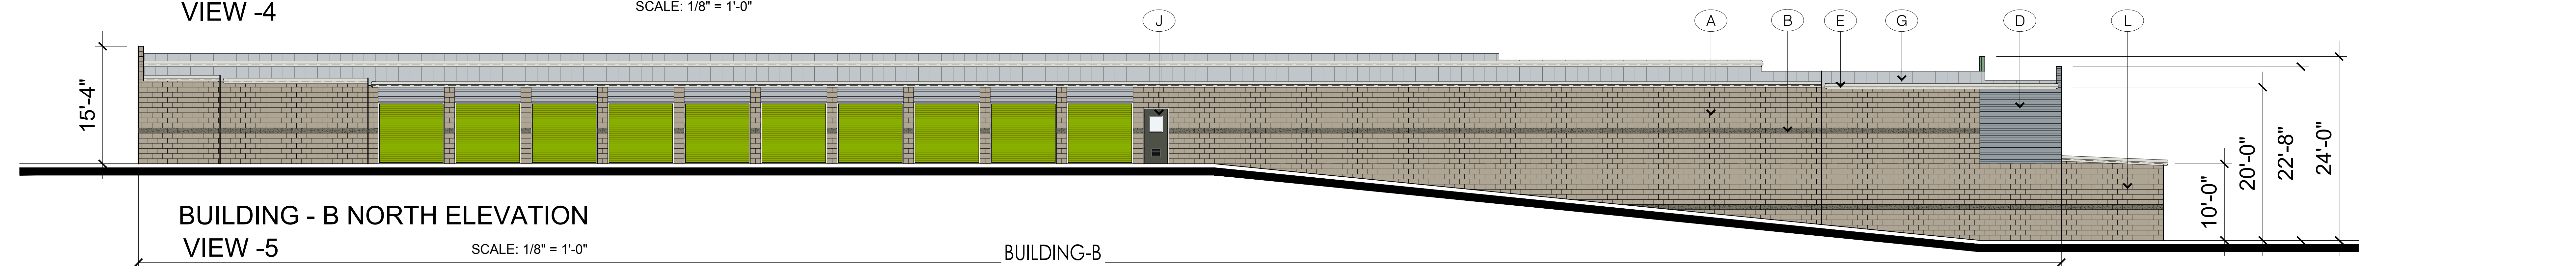 VIEW -4
SCALE: 1/8" = 1'-0"
J
A
B
E
G
D
L
15'-4"
10'-0"
20'-0"
22'-8"
24'-0"
BUILDING - B NORTH ELEVATION
VIEW -5
SCALE: 1/8" = 1'-0"
BUILDING-B